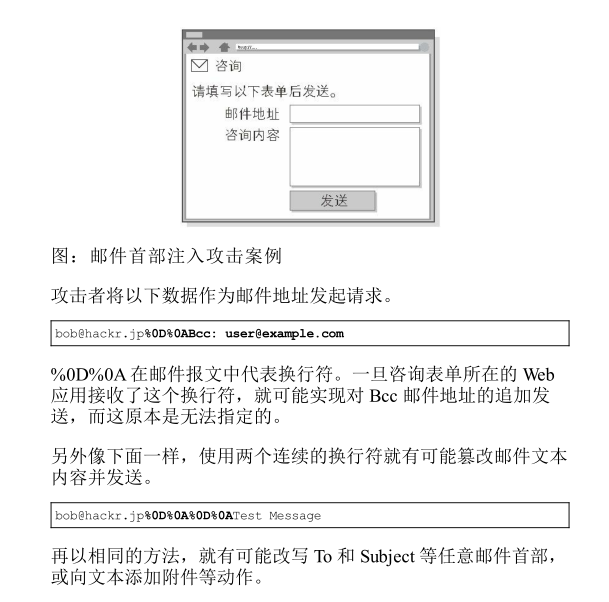 咨询
请填写以下表单后发送。
邮件地址
咨询内容
发送
图：邮件首部注入攻击案例
攻击者将以下数据作为邮件地址发起请求。
bob@hackr.jp%0D%0ABcc: user@example.com
%0D%0A 在邮件报文中代表换行符。一旦咨询表单所在的 Web
应用接收了这个换行符，就可能实现对 Bcc 邮件地址的追加发
送，而这原本是无法指定的。
另外像下面一样，使用两个连续的换行符就有可能篡改邮件文本
内容并发送。
bob@hackr.jp%0D%0A%0D%0ATest Message
再以相同的方法，就有可能改写 To 和 Subject 等任意邮件首部，
或向文本添加附件等动作。